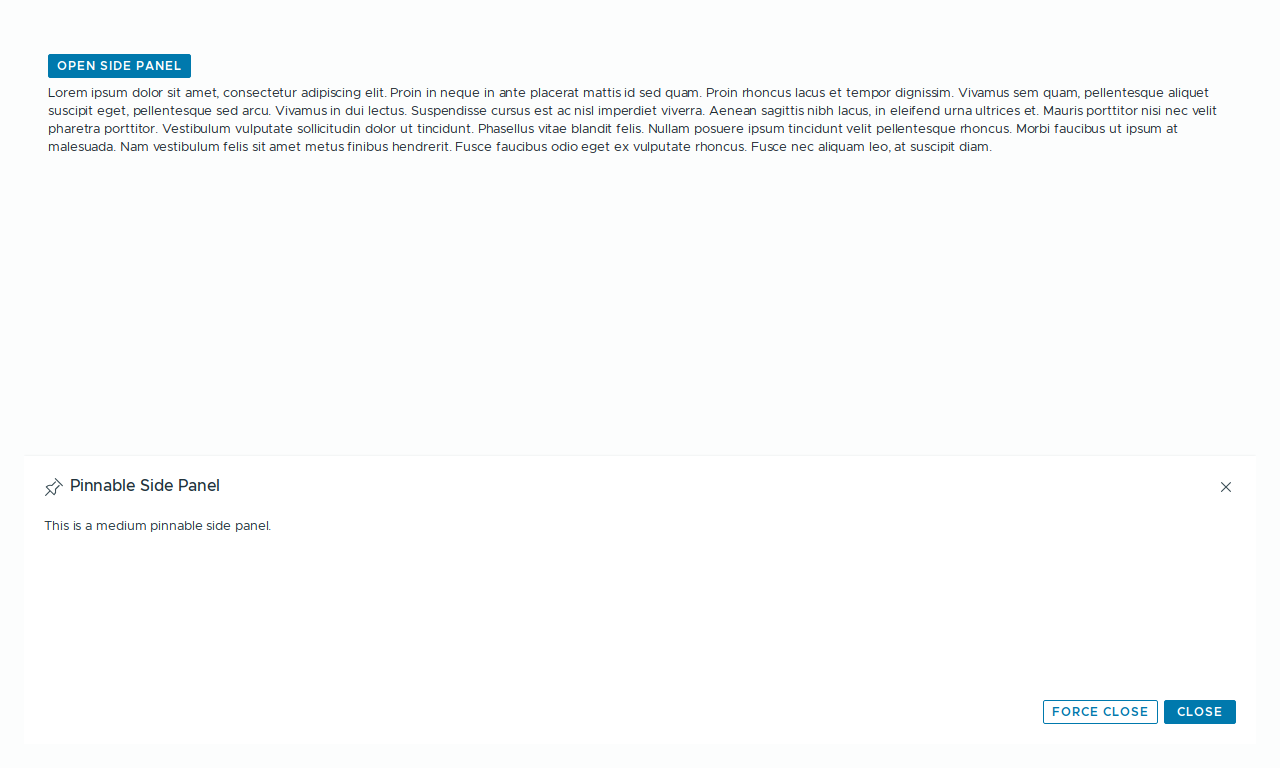 OPEN SIDE PANEL
Lorem ipsum dolor sit amet, consectetur adipiscing elit. Proin in neque in ante placerat mattis id sed quam. Proin rhoncus lacus et tempor dignissim. Vivamus sem quam, pellentesque aliquet
suscipit eget, pellentesque sed arcu. Vivamus in dui lectus. Suspendisse cursus est ac nisl imperdiet viverra. Aenean sagittis nibh lacus, in eleifend urna ultrices et. Mauris porttitor nisi nec velit
pharetra porttitor. Vestibulum vulputate sollicitudin dolor ut tincidunt. Phasellus vitae blandit felis. Nullam posuere ipsum tincidunt velit pellentesque rhoncus. Morbi faucibus ut ipsum at
malesuada. Nam vestibulum felis sit amet metus finibus hendrerit. Fusce faucibus odio eget ex vulputate rhoncus. Fusce nec aliquam leo, at suscipit diam.
Pinnable Side Panel
This is a medium pinnable side panel.
FORCE CLOSE CLOSE